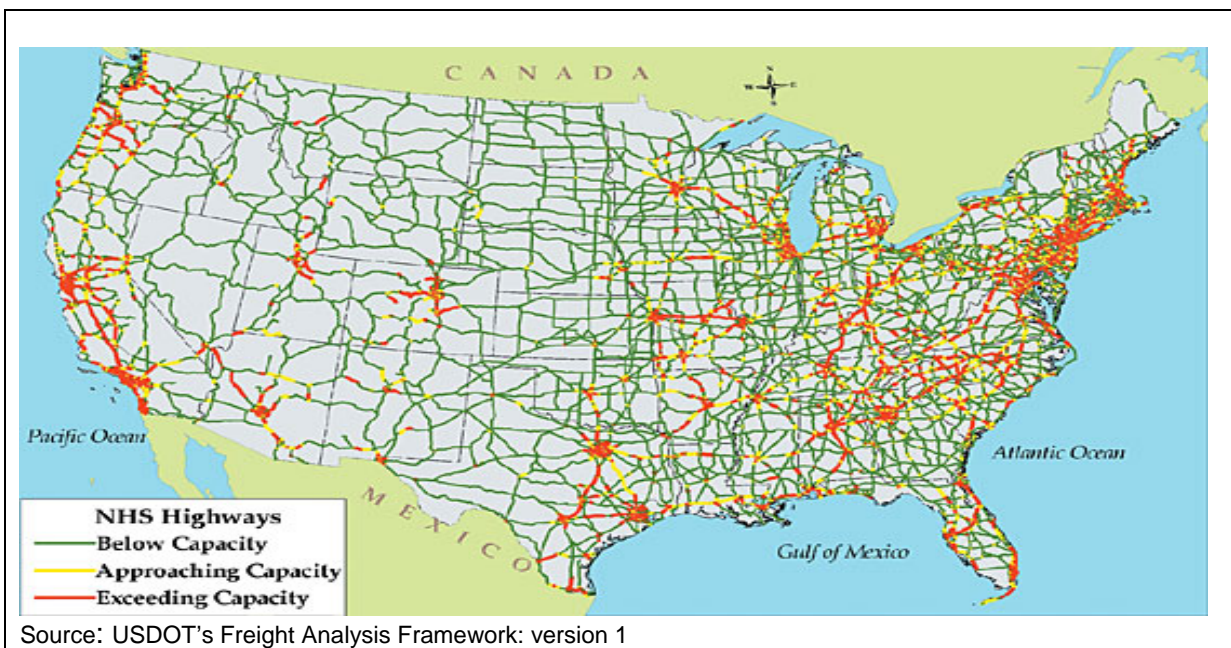 CANADA
N
W E
S
Pacific Ocean
Atlantic Ocean
MEXICO
Gulf of Mexico
NHS Highways
Below Capacity
Approaching Capacity
Exceeding Capacity
Source: USDOT's Freight Analysis Framework: version 1